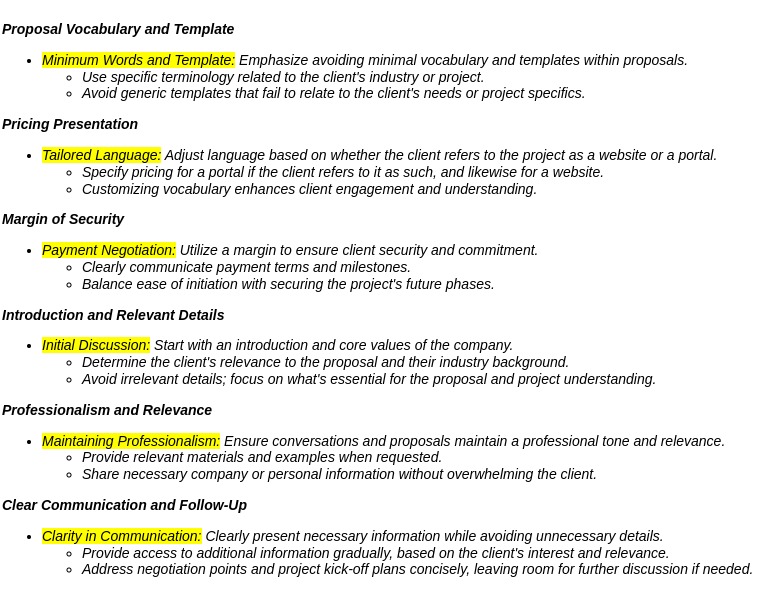 Proposal Vocabulary and Template
• Minimum Words and Template: Emphasize avoiding minimal vocabulary and templates within proposals.
◦ Use specific terminology related to the client's industry or project.
◦ Avoid generic templates that fail to relate to the client's needs or project specifics.
Pricing Presentation
• Tailored Language: Adjust language based on whether the client refers to the project as a website or a portal.
◦ Specify pricing for a portal if the client refers to it as such, and likewise for a website.
◦ Customizing vocabulary enhances client engagement and understanding.
Margin of Security
• Payment Negotiation: Utilize a margin to ensure client security and commitment.
◦ Clearly communicate payment terms and milestones.
◦ Balance ease of initiation with securing the project's future phases.
Introduction and Relevant Details
• Initial Discussion: Start with an introduction and core values of the company.
◦ Determine the client's relevance to the proposal and their industry background.
◦ Avoid irrelevant details; focus on what's essential for the proposal and project understanding.
Professionalism and Relevance
• Maintaining Professionalism: Ensure conversations and proposals maintain a professional tone and relevance.
◦ Provide relevant materials and examples when requested.
◦ Share necessary company or personal information without overwhelming the client.
Clear Communication and Follow-Up
• Clarity in Communication: Clearly present necessary information while avoiding unnecessary details.
◦ Provide access to additional information gradually, based on the client's interest and relevance.
◦ Address negotiation points and project kick-off plans concisely, leaving room for further discussion if needed.